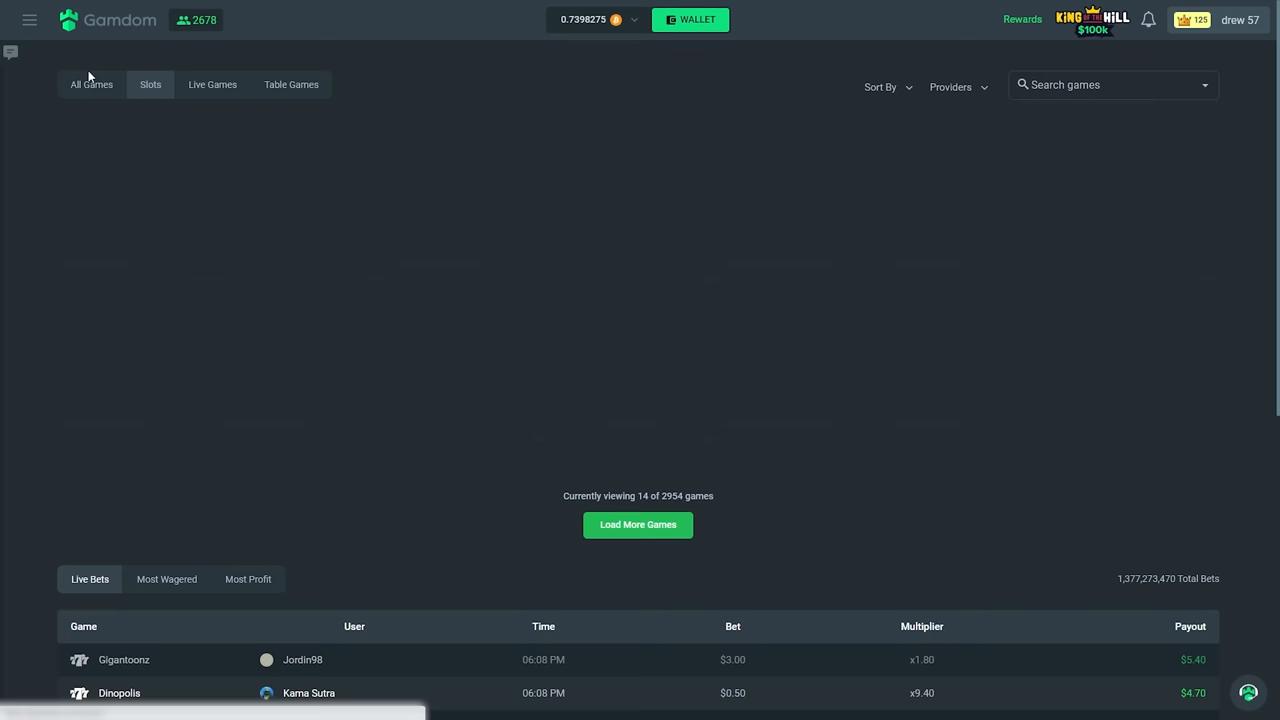 Gamdom 2678 0.7398275 WALLET Rewards KING OF THE HILL $100k 125 drew 57
All Games Slots Live Games Table Games Sort By Providers Search games
Currently viewing 14 of 2954 games
Load More Games
Live Bets Most Wagered Most Profit 1,377,273,470 Total Bets
Game User Time Bet Multiplier Payout
Gigantoonz Jordin98 06:08 PM $3.00 x1.80 $5.40
Dinopolis Kama Sutra 06:08 PM $0.50 x9.40 $4.70